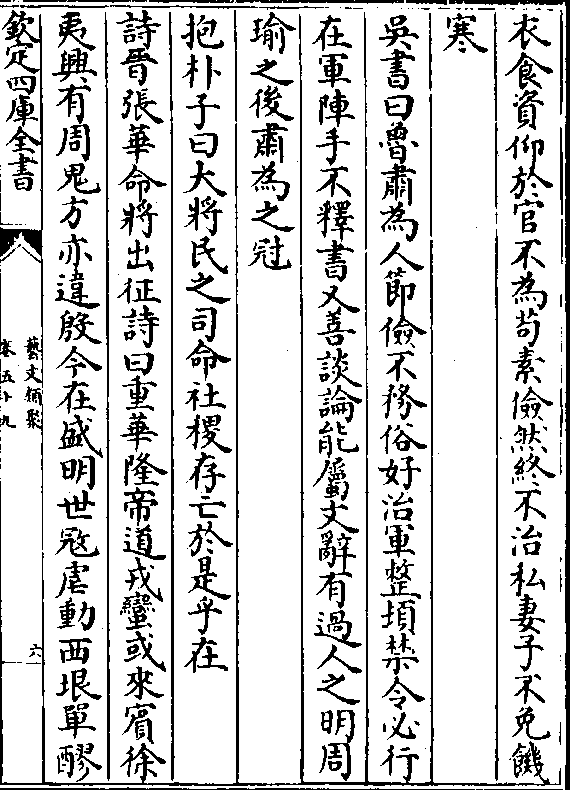 衣食資仰於官不為苟素儉然終不治私妻子不免饑
寒
吳書曰魯肅為人節儉不務俗好治軍整頓禁令必行
在軍陣手不釋書又善談論能屬文辭有過人之明周
瑜之後肅為之冠
抱朴子曰大將民之司命社稷存亡於是乎在
詩晉張華命將出征詩曰重華隆帝道戎蠻或來賓徐
夷興有周鬼方亦違殷今在盛明世寇虐動西垠單醪
欽定四庫全書
藝文類聚
卷五十九
六